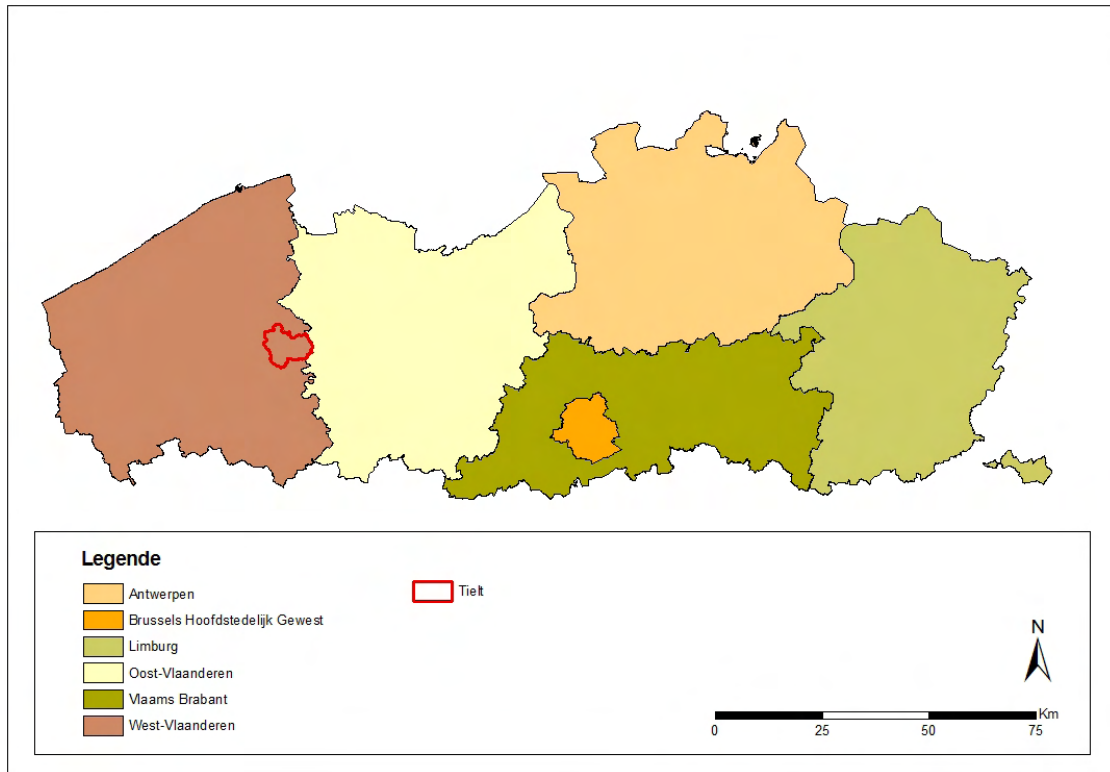 Legende
Antwerpen
Brussels Hoofdstedelijk Gewest
Limburg
Oost-Vlaanderen
Vlaams Brabant
West-Vlaanderen
Tielt
N
Km
0 25 50 75